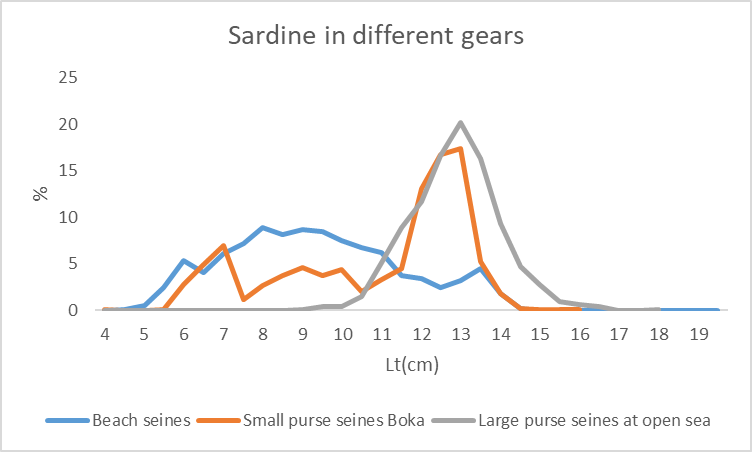 Sardine in different gears
25
20
15
10
5
0
%
4 5 6 7 8 9 10 11 12 13 14 15 16 17 18 19
Lt(cm)
Beach seines Small purse seines Boka Large purse seines at open sea